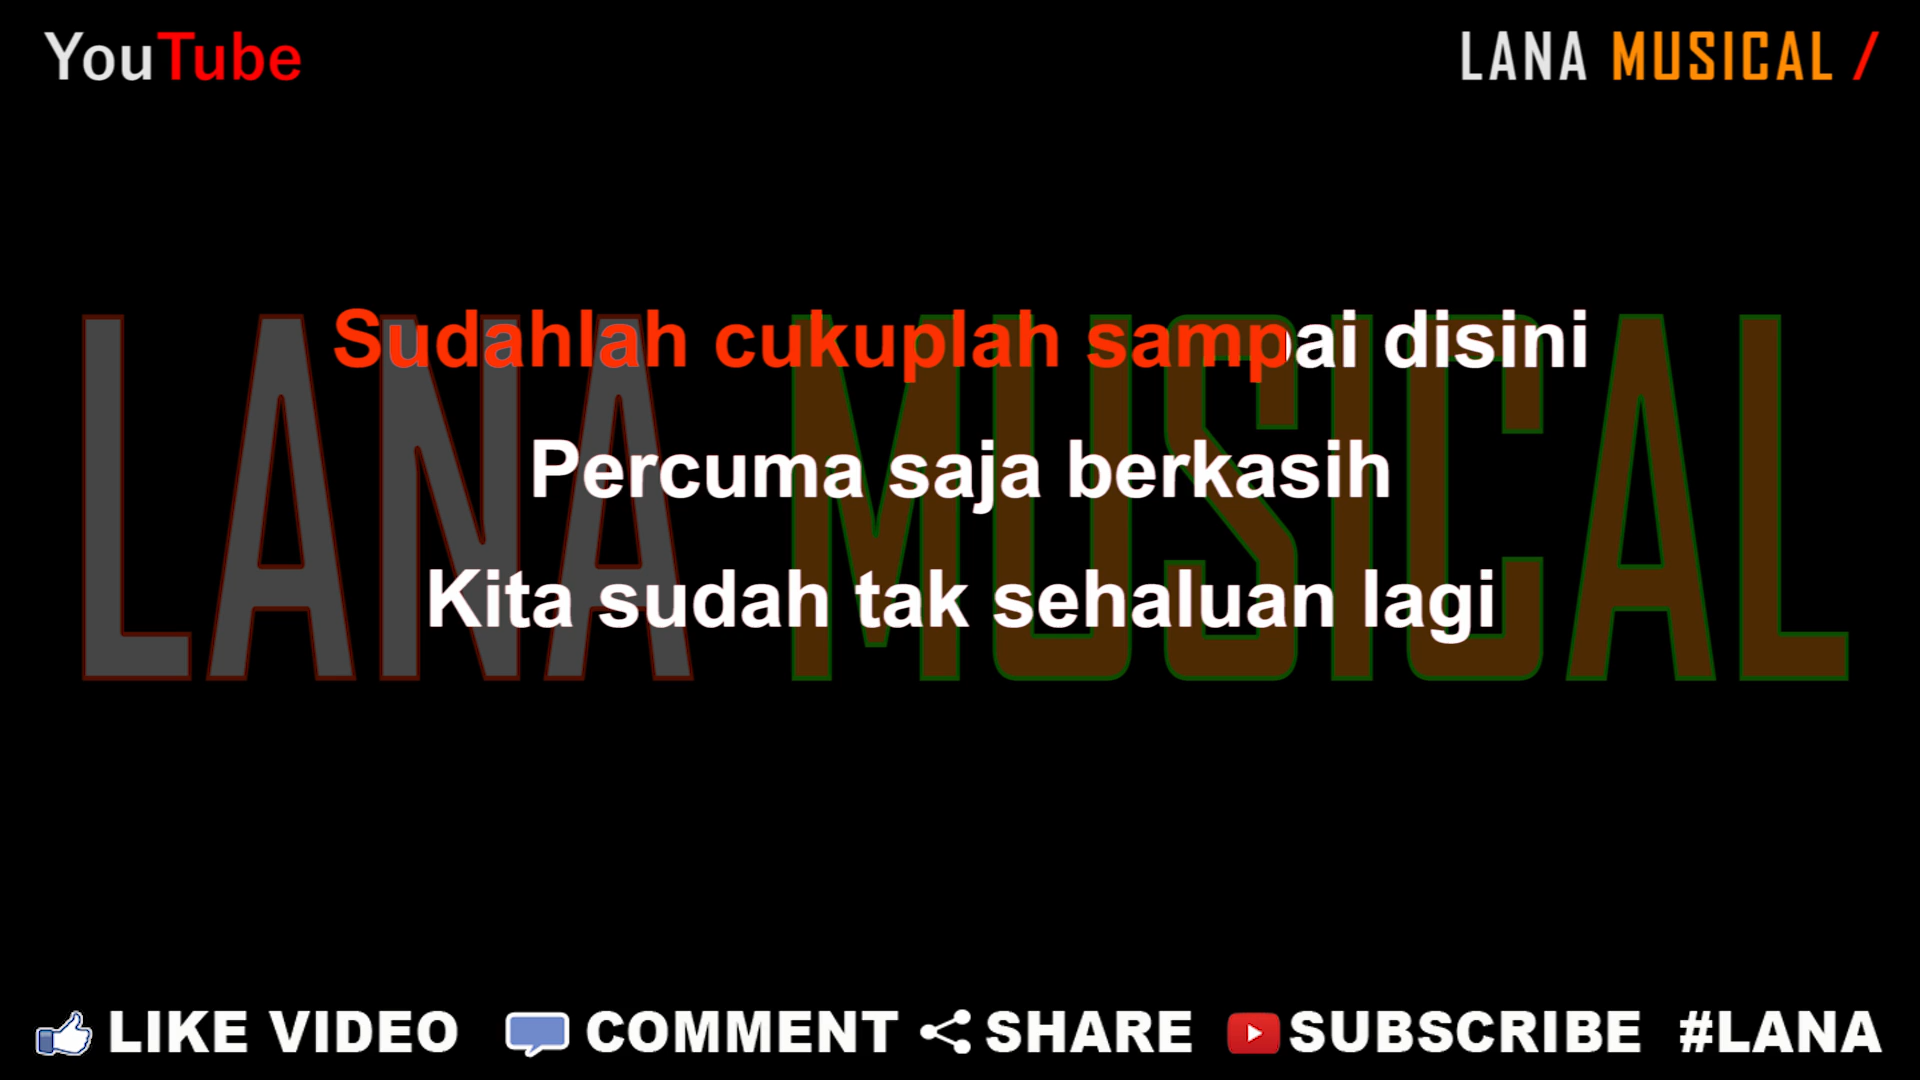 YouTube
LANA MUSICAL /
LANA MUSICAL
Sudahlah cukuplah sampai disini
Percuma saja berkasih
Kita sudah tak sehaluan lagi
LIKE VIDEO COMMENT SHARE SUBSCRIBE #LANA